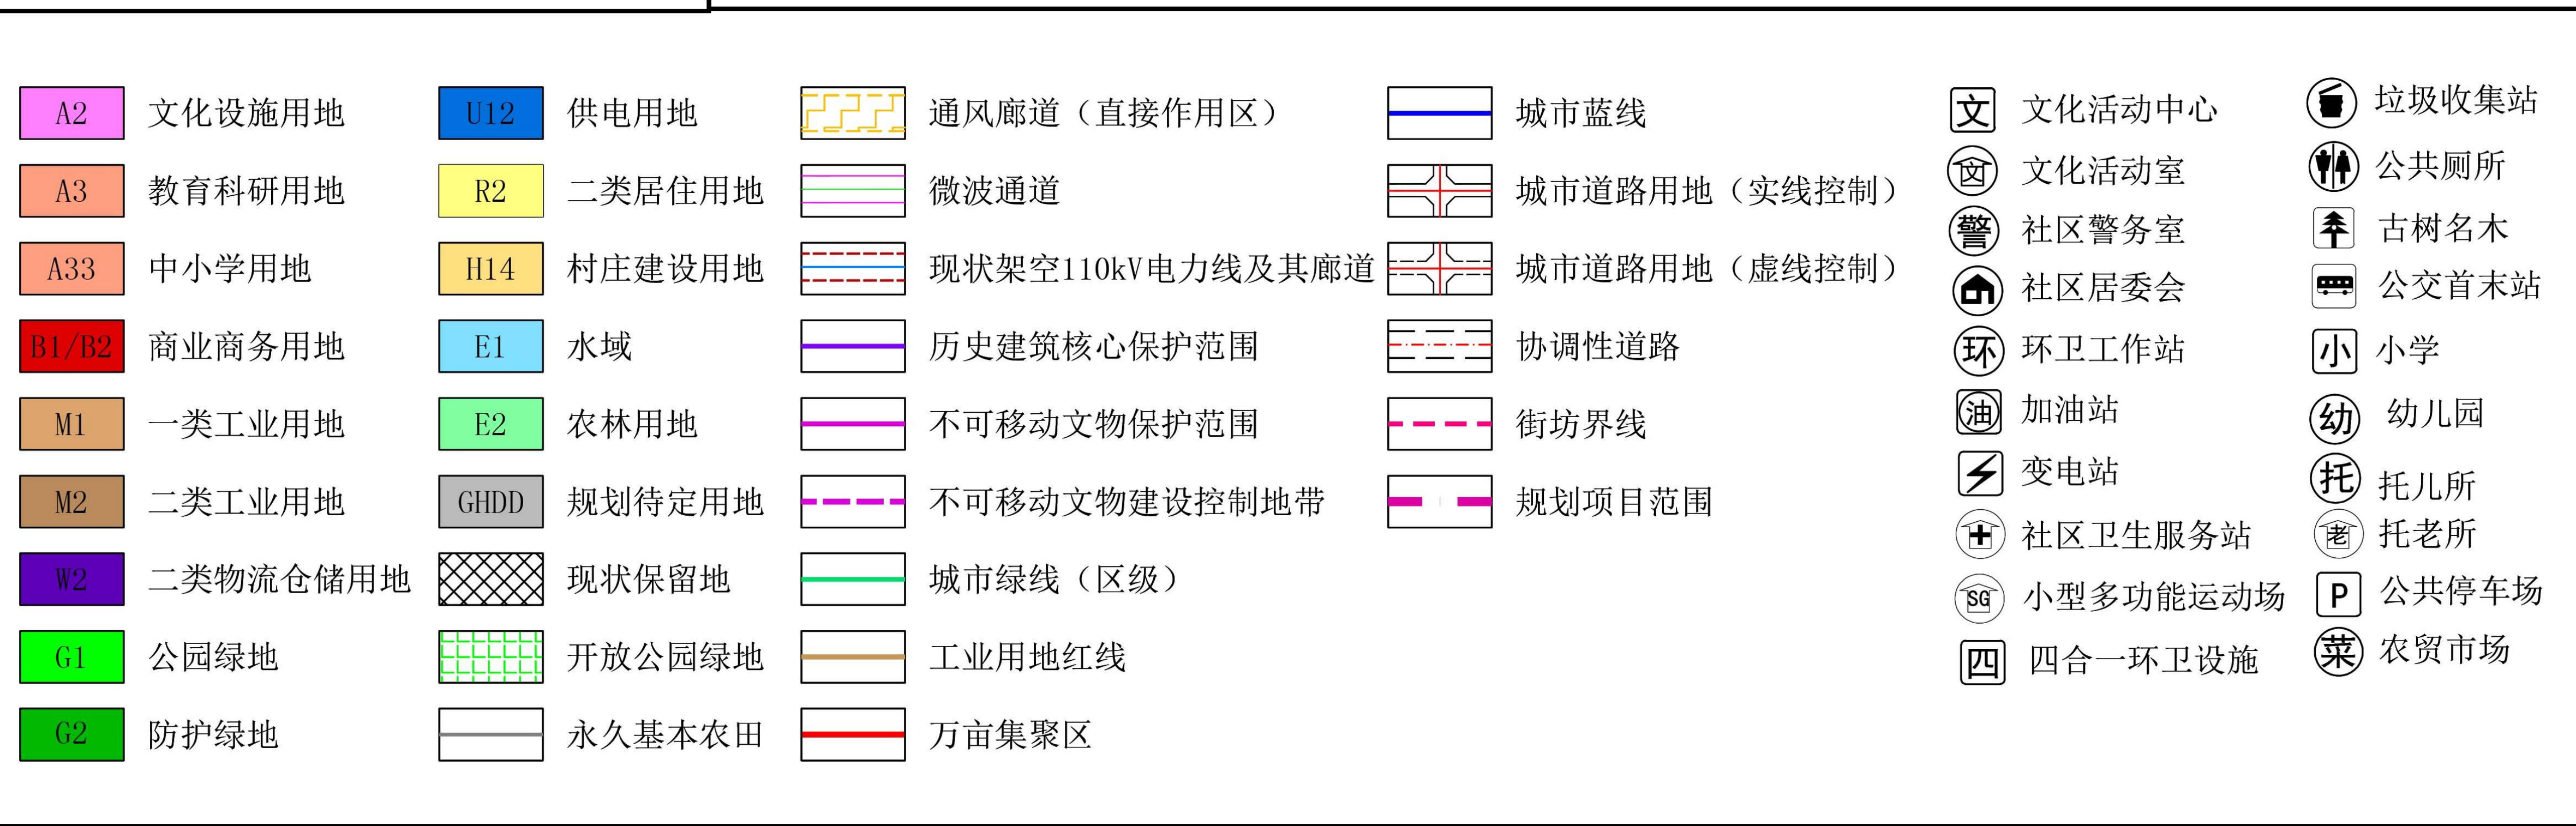 A2 文化设施用地
A3 教育科研用地
A33 中小学用地
B1/B2 商业商务用地
M1 一类工业用地
M2 二类工业用地
W2 二类物流仓储用地
G1 公园绿地
G2 防护绿地
U12 供电用地
R2 二类居住用地
H14 村庄建设用地
E1 水域
E2 农林用地
GHDD 规划待定用地
现状保留地
开放公园绿地
永久基本农田
通风廊道（直接作用区）
微波通道
现状架空110kV电力线及其廊道
历史建筑核心保护范围
不可移动文物保护范围
不可移动文物建设控制地带
城市绿线（区级）
工业用地红线
万亩集聚区
城市蓝线
城市道路用地（实线控制）
城市道路用地（虚线控制）
协调性道路
街坊界线
规划项目范围
文 文化活动中心
文 文化活动室
警 社区警务室
社区居委会
环 环卫工作站
油 加油站
变电站
社区卫生服务站
SG 小型多功能运动场
四 四合一环卫设施
垃圾收集站
公共厕所
古树名木
公交首末站
小 小学
幼 幼儿园
托 托儿所
老 托老所
P 公共停车场
菜 农贸市场